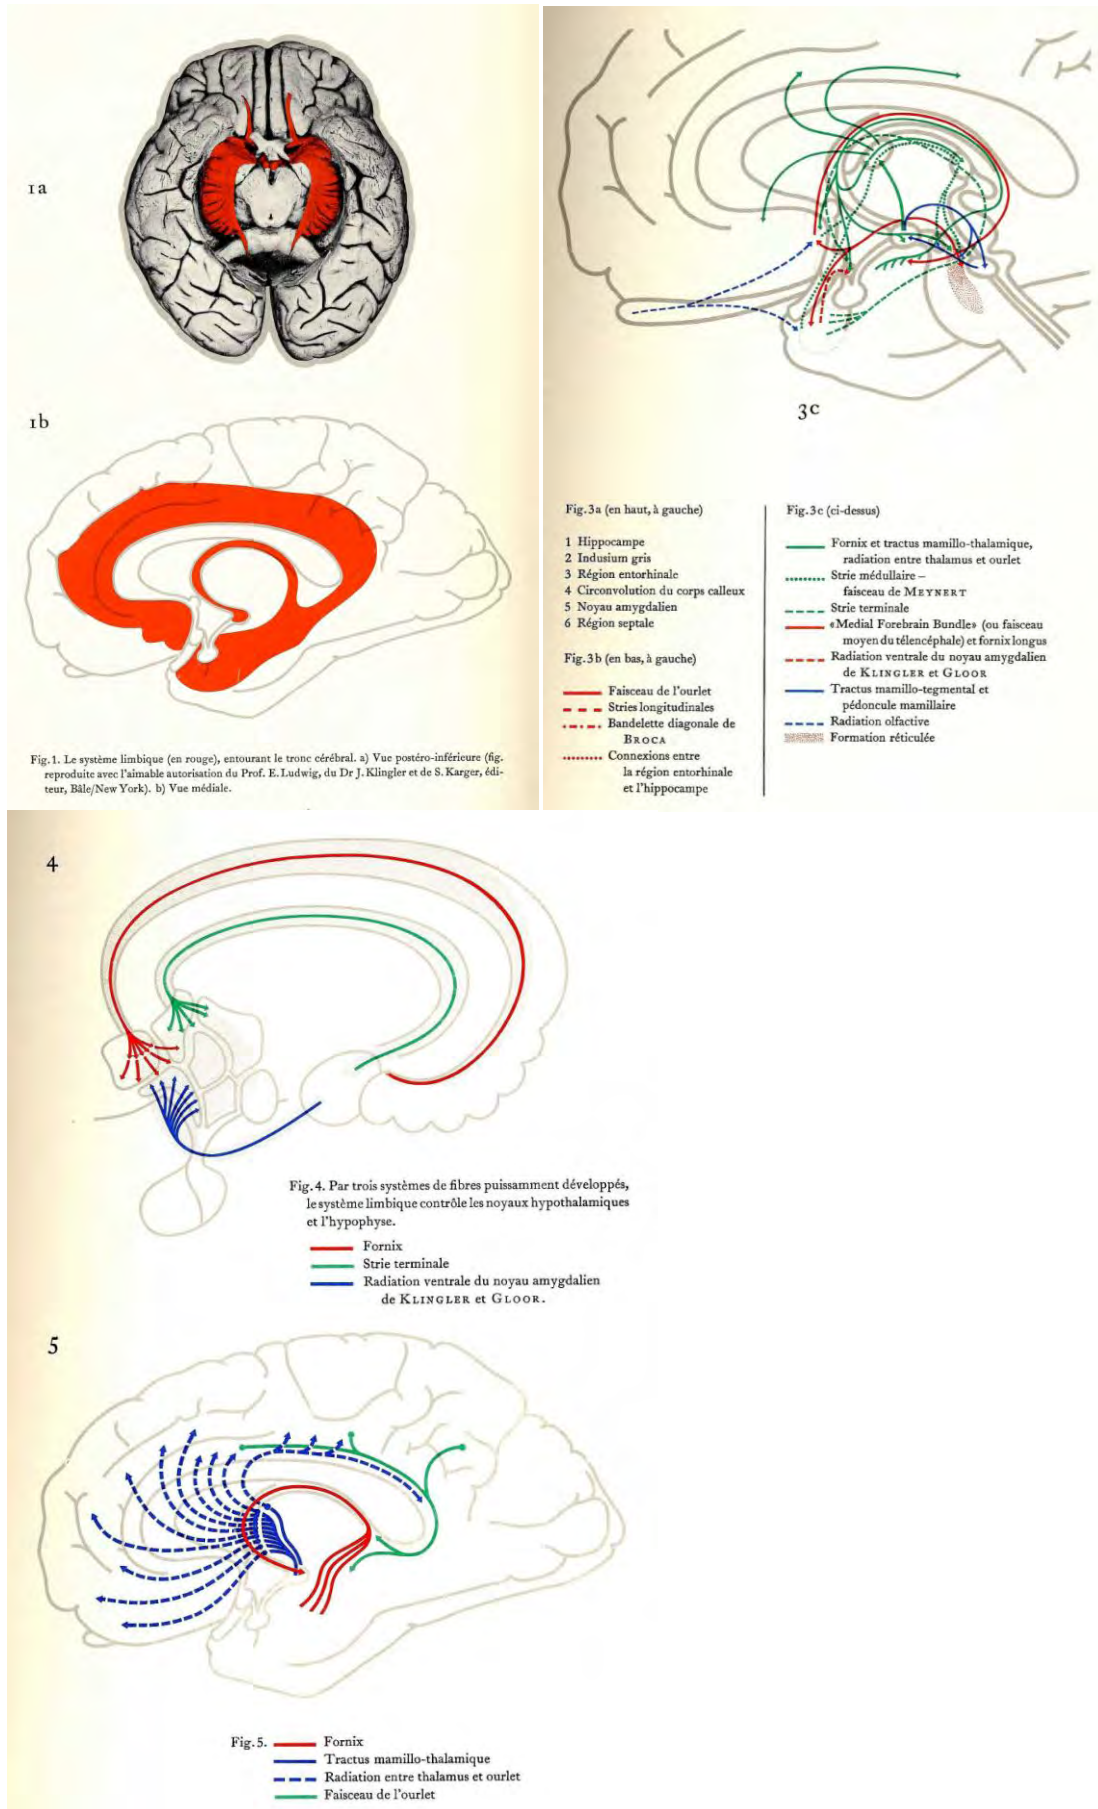 1a
1b
Fig. 1. Le système limbique (en rouge), entourant le tronc cérébral. a) Vue postéro-inférieure (fig.
reproduite avec l'aimable autorisation du Prof. E. Ludwig, du Dr J. Klingler et de S. Karger, édi-
teur, Bâle/New York). b) Vue médiale.
3c
Fig. 3a (en haut, à gauche)
1 Hippocampe
2 Indusium gris
3 Région entorhinale
4 Circonvolution du corps calleux
5 Noyau amygdalien
6 Région septale
Fig. 3b (en bas, à gauche)
Faisceau de l'ourlet
Stries longitudinales
Bandelette diagonale de
BROCA
Connexions entre
la région entorhinale
et l'hippocampe
Fig. 3c (ci-dessus)
Fornix et tractus mamillo-thalamique,
radiation entre thalamus et ourlet
Strie médullaire –
faisceau de MEYNERT
Strie terminale
«Medial Forebrain Bundle» (ou faisceau
moyen du télencéphale) et fornix longus
Radiation ventrale du noyau amygdalien
de KLINGLER et GLOOR
Tractus mamillo-tegmental et
pédoncule mamillaire
Radiation olfactive
Formation réticulée
4
Fig. 4. Par trois systèmes de fibres puissamment développés,
le système limbique contrôle les noyaux hypothalamiques
et l'hypophyse.
Fornix
Strie terminale
Radiation ventrale du noyau amygdalien
de KLINGLER et GLOOR.
5
Fig. 5. Fornix
Tractus mamillo-thalamique
Radiation entre thalamus et ourlet
Faisceau de l'ourlet